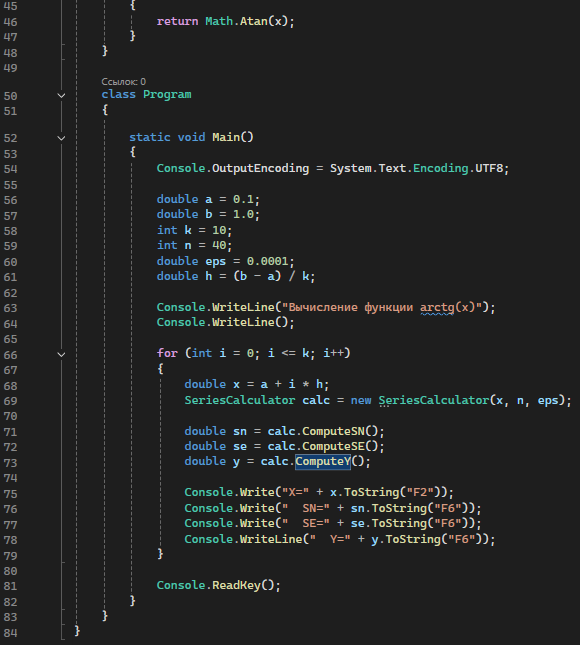 45 {
46 return Math.Atan(x);
47 }
48 }
49
Ссылок: 0
50 class Program
51 {
52 static void Main()
53 {
54 Console.OutputEncoding = System.Text.Encoding.UTF8;
55
56 double a = 0.1;
57 double b = 1.0;
58 int k = 10;
59 int n = 40;
60 double eps = 0.0001;
61 double h = (b - a) / k;
62
63 Console.WriteLine("Вычисление функции arctg(x)");
64 Console.WriteLine();
65
66 for (int i = 0; i <= k; i++)
67 {
68 double x = a + i * h;
69 SeriesCalculator calc = new SeriesCalculator(x, n, eps);
70
71 double sn = calc.ComputeSN();
72 double se = calc.ComputeSE();
73 double y = calc.ComputeY();
74
75 Console.Write("X=" + x.ToString("F2"));
76 Console.Write("  SN=" + sn.ToString("F6"));
77 Console.Write("  SE=" + se.ToString("F6"));
78 Console.WriteLine("  Y=" + y.ToString("F6"));
79 }
80
81 Console.ReadKey();
82 }
83 }
84 }